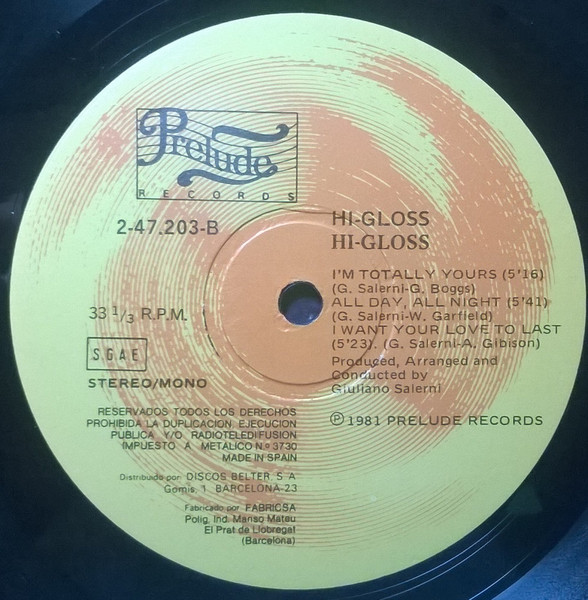 Prelude
RECORDS
2-47.203-B
33 1/3 R.P.M.
S.G.A.E
STEREO/MONO
RESERVADOS TODOS LOS DERECHOS
PROHIBIDA LA DUPLICACION, EJECUCION
PUBLICA Y/O RADIOTELEDIFUSION
IMPUESTO A METALICO N.º 3730
MADE IN SPAIN
Distribuido por: DISCOS BELTER, S A
Gomis, 1 BARCELONA-23
Fabricado por FABRICSA
Polig. Ind. Manso Mateu
El Prat de Llobregat
(Barcelona)
HI-GLOSS
HI-GLOSS
I'M TOTALLY YOURS (5'16)
(G. Salerni-G. Boggs)
ALL DAY, ALL NIGHT (5'41)
(G. Salerni-W. Garfield)
I WANT YOUR LOVE TO LAST
(5'23). (G. Salerni-A. Gibison)
Produced, Arranged and
Conducted by
Giuliano Salerni
℗ 1981 PRELUDE RECORDS